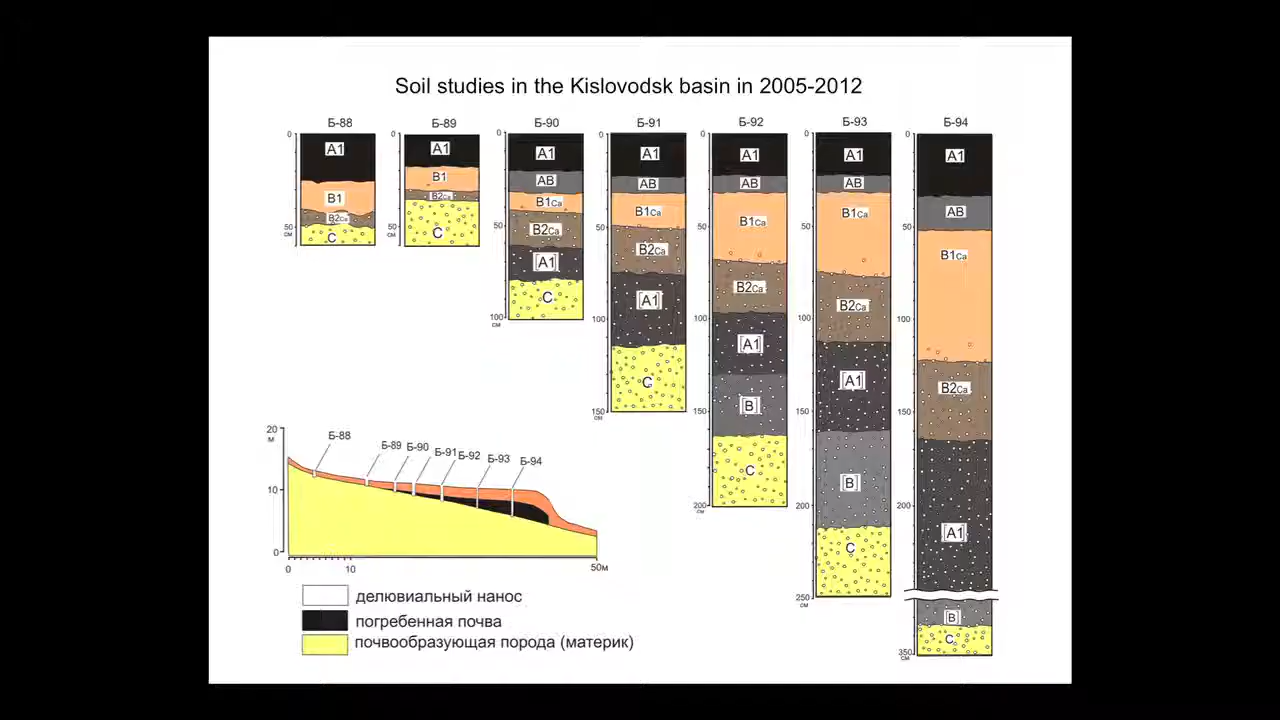 Soil studies in the Kislovodsk basin in 2005-2012
Б-88 Б-89 Б-90 Б-91 Б-92 Б-93 Б-94
0 A1 B1 B2Ca C 50 см
0 A1 B1 B2Ca C 50 см
0 A1 AB B1Ca B2Ca [A1] C 50 100 см
0 A1 AB B1Ca B2Ca [A1] C 50 100 150 см
0 A1 AB B1Ca B2Ca [A1] [B] C 50 100 150 200 см
0 A1 AB B1Ca B2Ca [A1] [B] C 50 100 150 200 250 см
0 A1 AB B1Ca B2Ca [A1] [B] C 50 100 150 200 350 см
20 м
10
0
Б-88 Б-89 Б-90 Б-91 Б-92 Б-93 Б-94
0 10 50м
делювиальный нанос
погребенная почва
почвообразующая порода (материк)